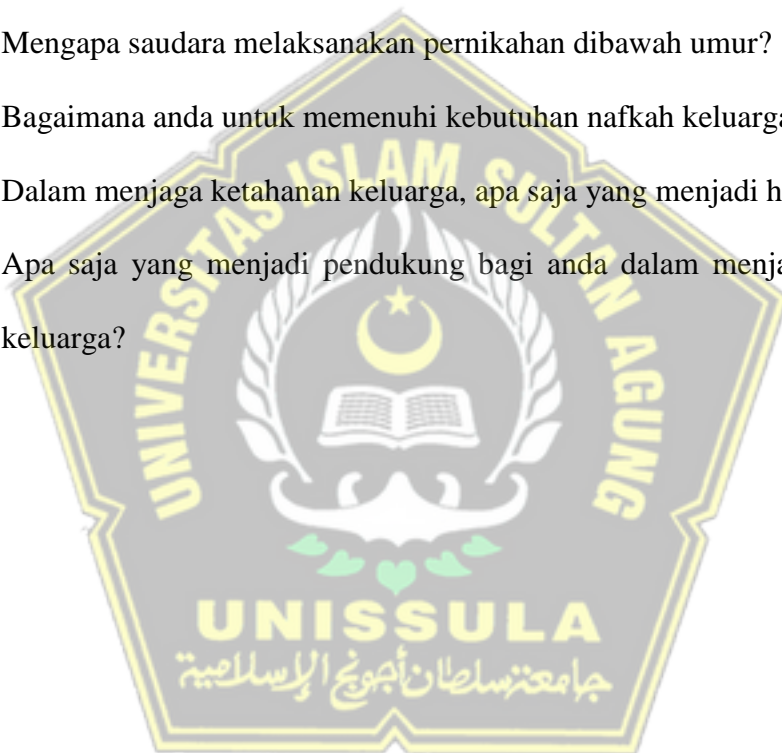 Mengapa saudara melaksanakan pernikahan dibawah umur?
Bagaimana anda untuk memenuhi kebutuhan nafkah keluarga
Dalam menjaga ketahanan keluarga, apa saja yang menjadi h
Apa saja yang menjadi pendukung bagi anda dalam menja
keluarga?
UNIVERSITAS ISLAM SULTAN AGUNG
UNISSULA
جامعة سلطان أجونج الإسلامية